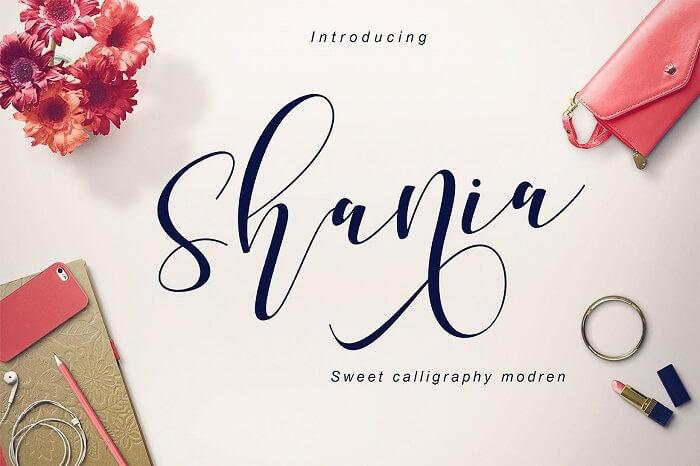 Introducing
Shania
Sweet calligraphy modren